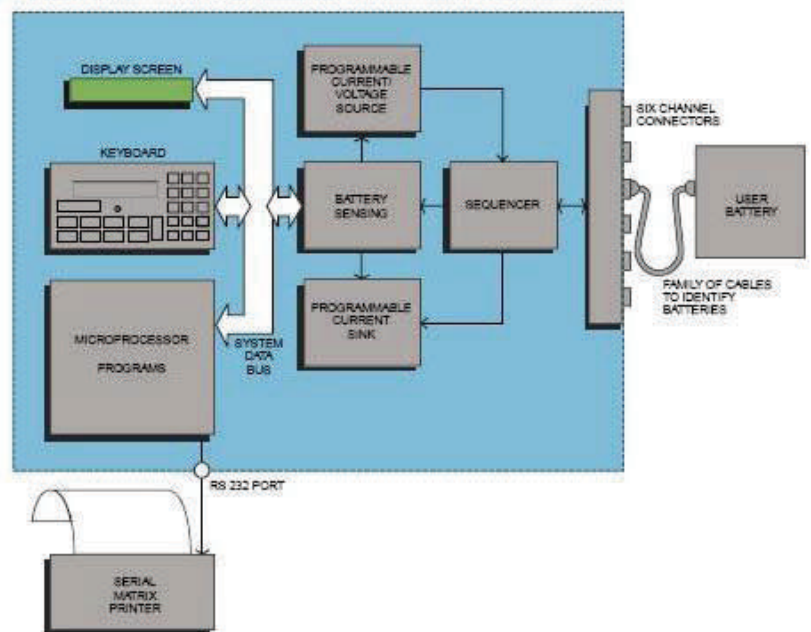 DISPLAY SCREEN
PROGRAMMABLE
CURRENT/
VOLTAGE
SOURCE
SIX CHANNEL
CONNECTORS
KEYBOARD
BATTERY
SENSING
SEQUENCER
USER
BATTERY
FAMILY OF CABLES
TO IDENTIFY
BATTERIES
PROGRAMMABLE
CURRENT
SINK
MICROPROCESSOR
PROGRAMS
SYSTEM
DATA
BUS
RS 232 PORT
SERIAL
MATRIX
PRINTER